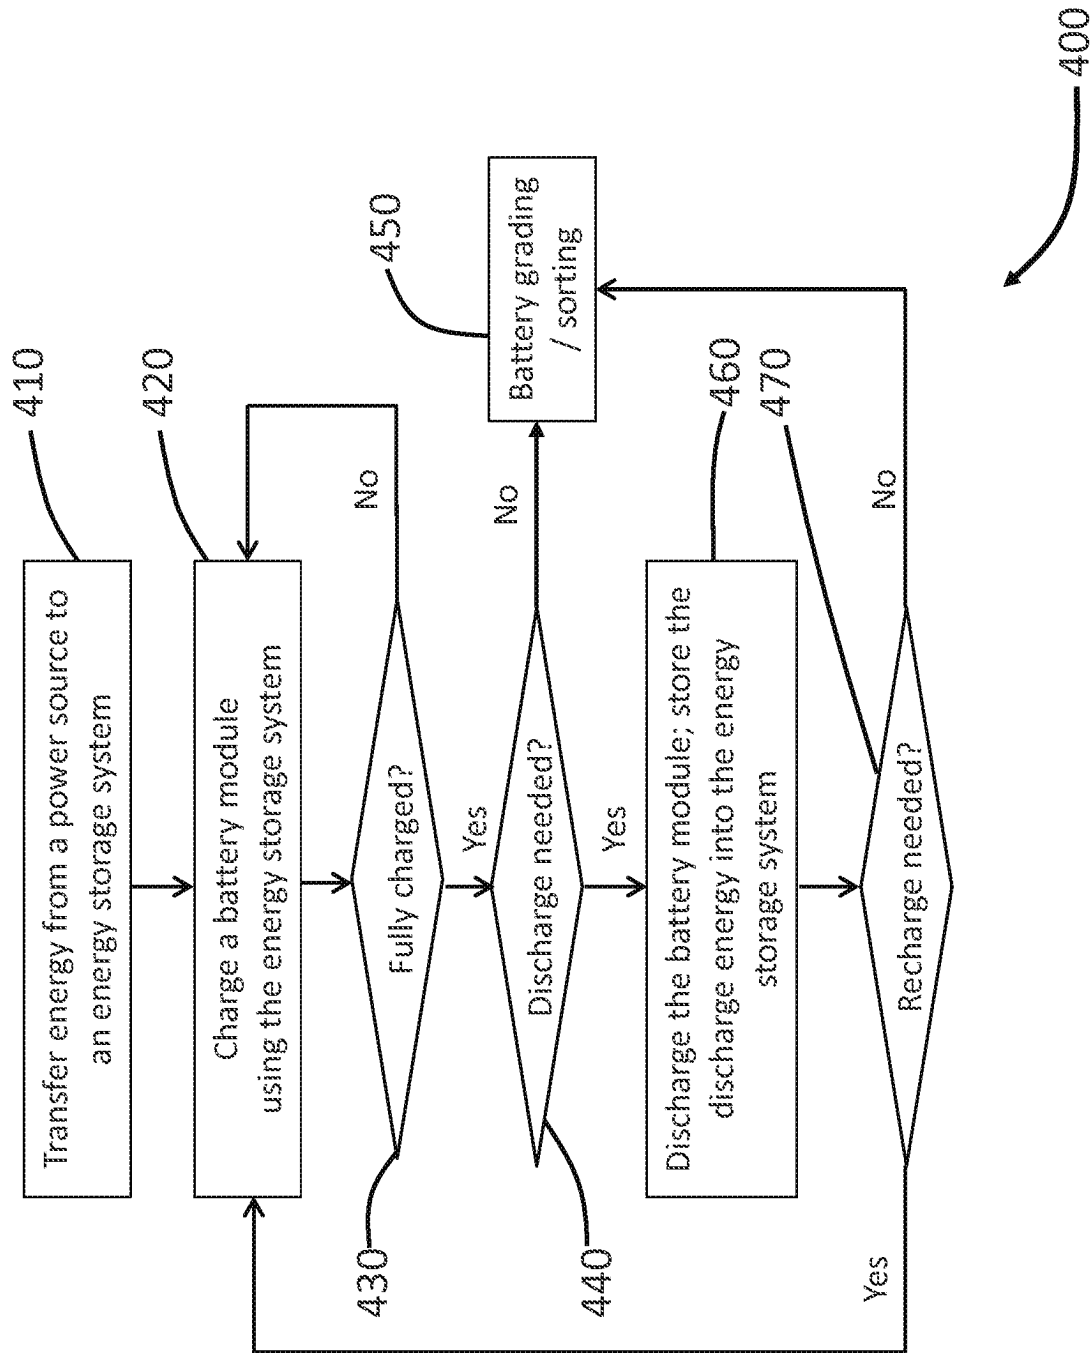 410
Transfer energy from a power source to
an energy storage system
420
Charge a battery module
using the energy storage system
430
Fully charged?
No
Yes
440
Discharge needed?
No
450
Battery grading
/ sorting
Yes
460
Discharge the battery module; store the
discharge energy into the energy
storage system
470
Recharge needed?
Yes
No
400